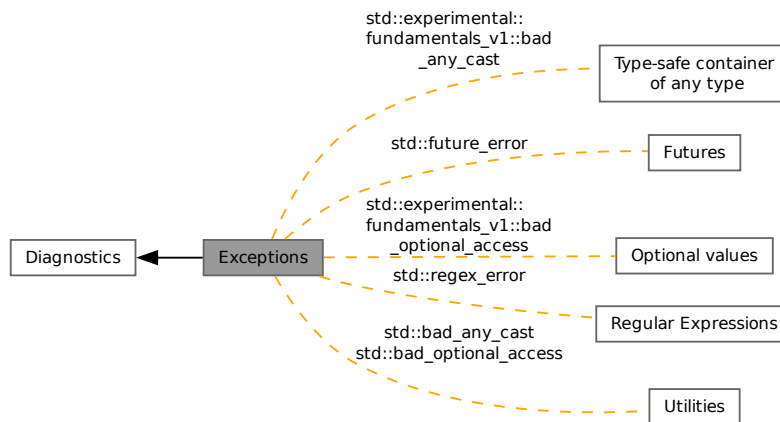 std::experimental::
fundamentals_v1::bad
_any_cast
Type-safe container
of any type
std::future_error
Futures
std::experimental::
fundamentals_v1::bad
_optional_access
Diagnostics
Exceptions
Optional values
std::regex_error
Regular Expressions
std::bad_any_cast
std::bad_optional_access
Utilities